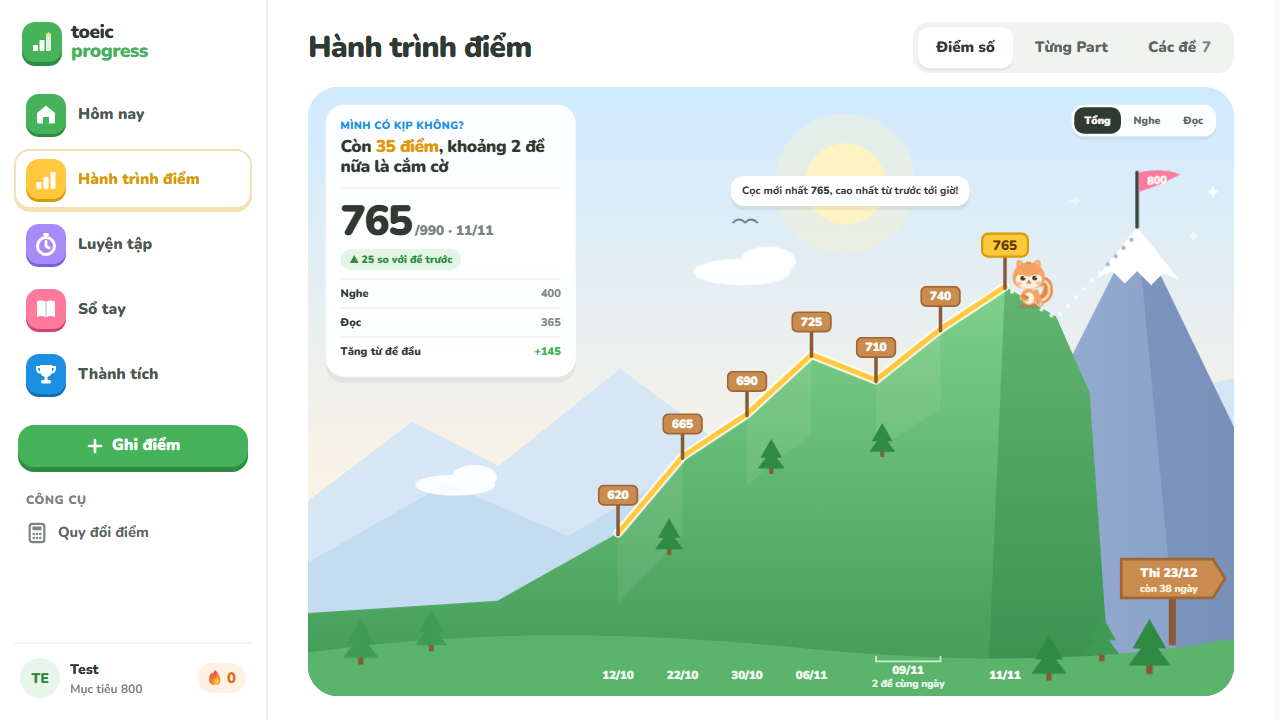 toeic
progress
Hôm nay
Hành trình điểm
Luyện tập
Sổ tay
Thành tích
+ Ghi điểm
CÔNG CỤ
Quy đổi điểm
TE
Test
Mục tiêu 800
0
Hành trình điểm
Điểm số
Từng Part
Các đề 7
MÌNH CÓ KỊP KHÔNG?
Còn 35 điểm, khoảng 2 đề
nữa là cắm cờ
765/990 · 11/11
▲ 25 so với đề trước
Nghe 400
Đọc 365
Tăng từ đề đầu +145
Tổng
Nghe
Đọc
Cọc mới nhất 765, cao nhất từ trước tới giờ!
800
765
740
725
710
690
665
620
Thi 23/12
còn 38 ngày
12/10
22/10
30/10
06/11
09/11
2 đề cùng ngày
11/11